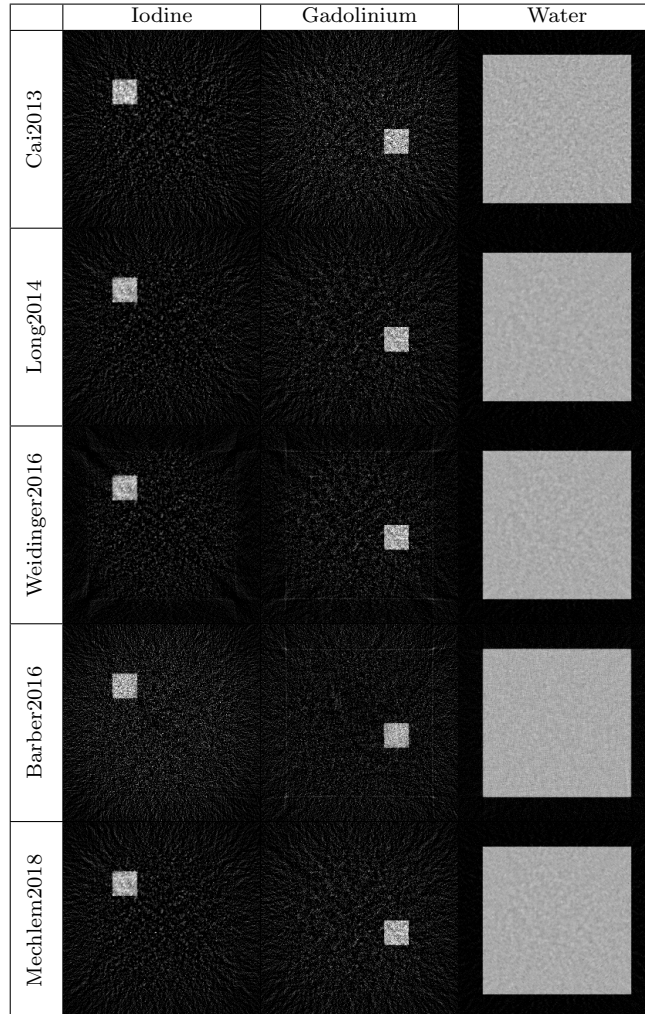 Iodine Gadolinium Water
Cai2013
Long2014
Weidinger2016
Barber2016
Mechlem2018